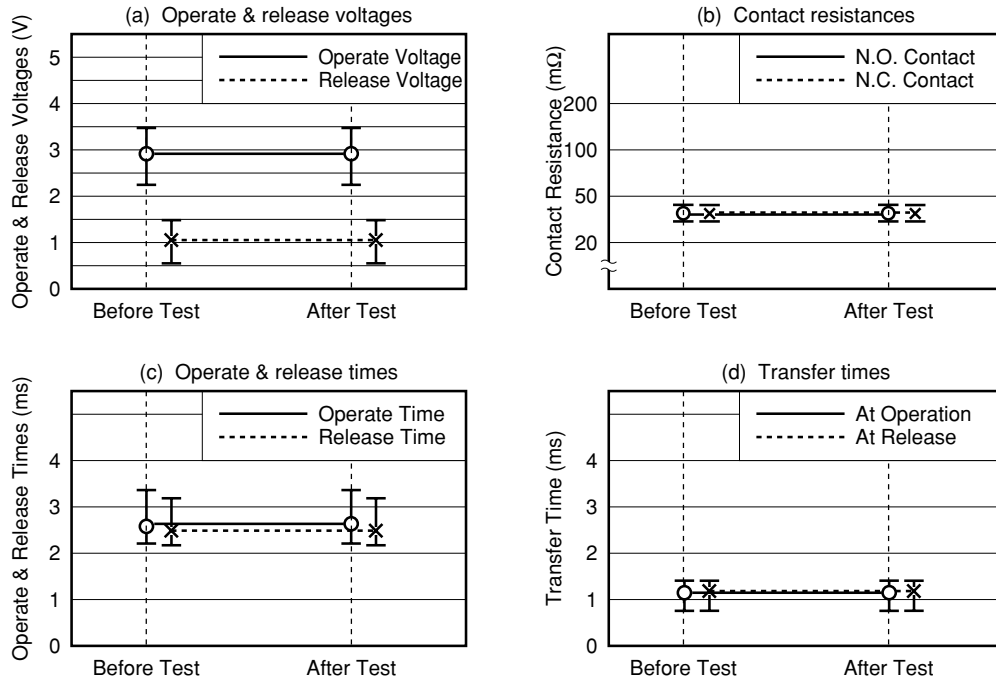 (a) Operate & release voltages
Operate & Release Voltages (V)
5
4
3
2
1
0
Operate Voltage
Release Voltage
Before Test
After Test
(b) Contact resistances
Contact Resistance (mΩ)
200
100
50
20
N.O. Contact
N.C. Contact
Before Test
After Test
(c) Operate & release times
Operate & Release Times (ms)
4
3
2
1
0
Operate Time
Release Time
Before Test
After Test
(d) Transfer times
Transfer Time (ms)
4
3
2
1
0
At Operation
At Release
Before Test
After Test